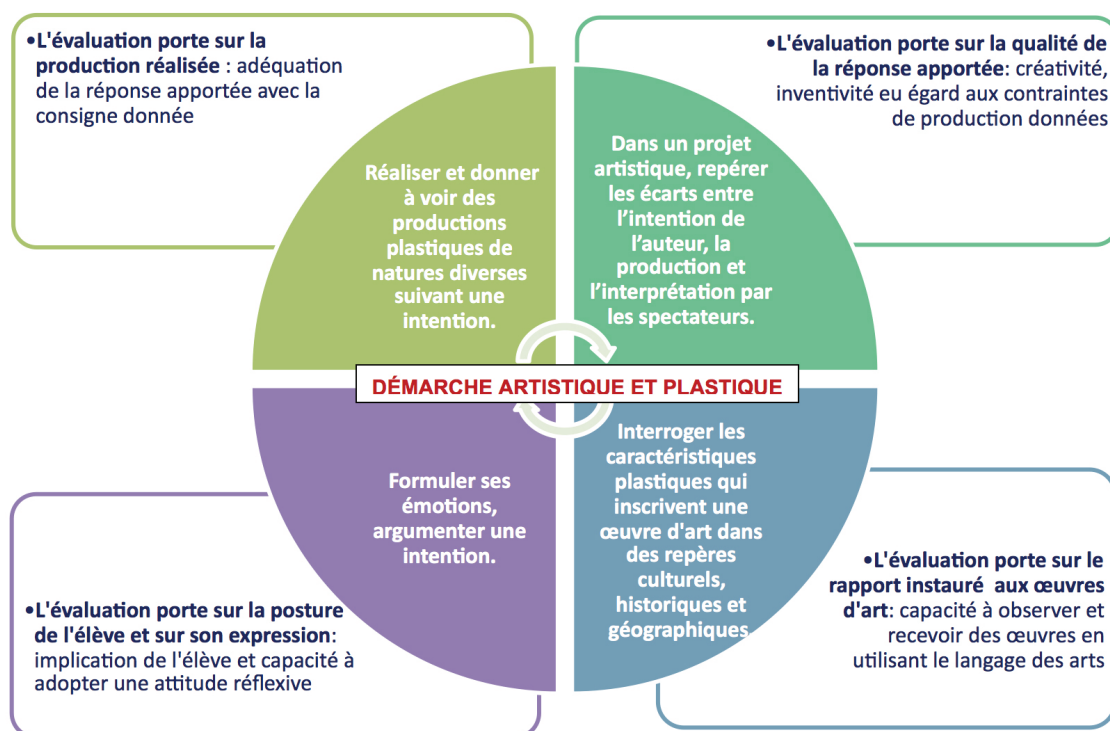 •L'évaluation porte sur la
production réalisée : adéquation
de la réponse apportée avec la
consigne donnée
•L'évaluation porte sur la qualité de
la réponse apportée: créativité,
inventivité eu égard aux contraintes
de production données
Réaliser et donner
à voir des
productions
plastiques de
natures diverses
suivant une
intention.
Dans un projet
artistique, repérer
les écarts entre
l'intention de
l'auteur, la
production et
l'interprétation par
les spectateurs.
DÉMARCHE ARTISTIQUE ET PLASTIQUE
Formuler ses
émotions,
argumenter une
intention.
Interroger les
caractéristiques
plastiques qui
inscrivent une
œuvre d'art dans
des repères
culturels,
historiques et
géographiques.
•L'évaluation porte sur la posture
de l'élève et sur son expression:
implication de l'élève et capacité à
adopter une attitude réflexive
•L'évaluation porte sur le
rapport instauré aux œuvres
d'art: capacité à observer et
recevoir des œuvres en
utilisant le langage des arts